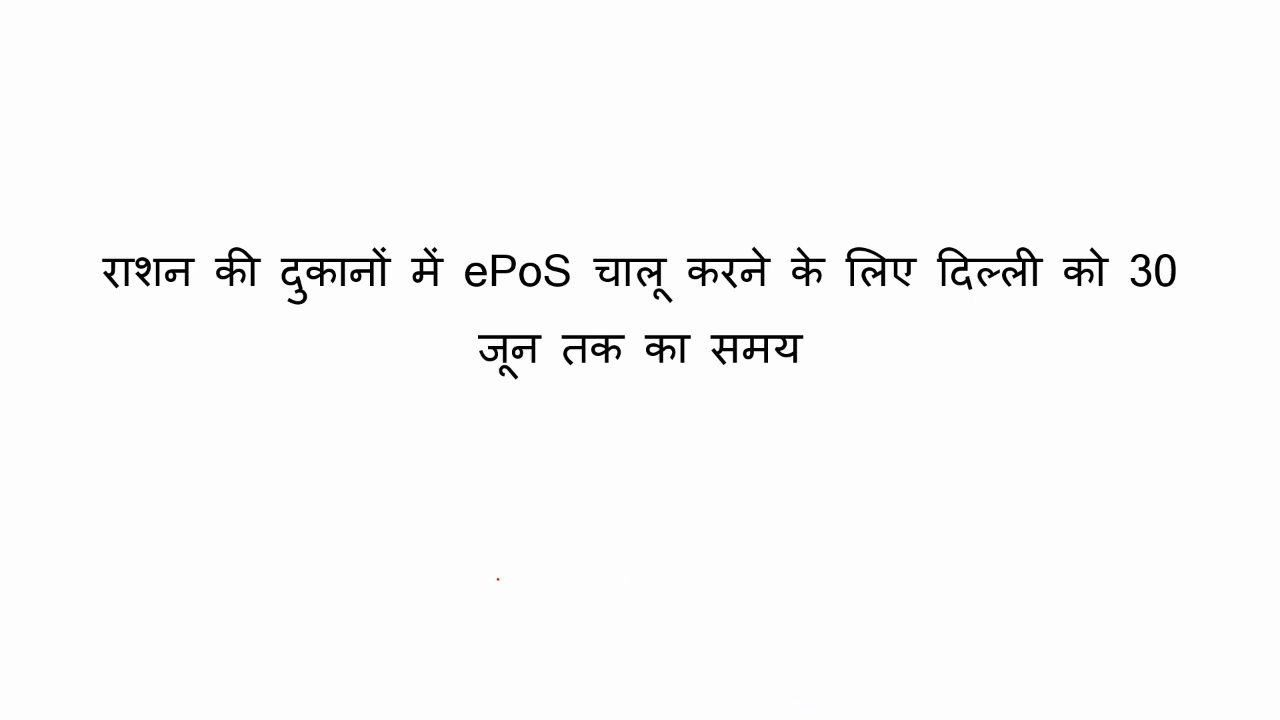 राशन की दुकानों में ePoS चालू करने के लिए दिल्ली को 30
जून तक का समय